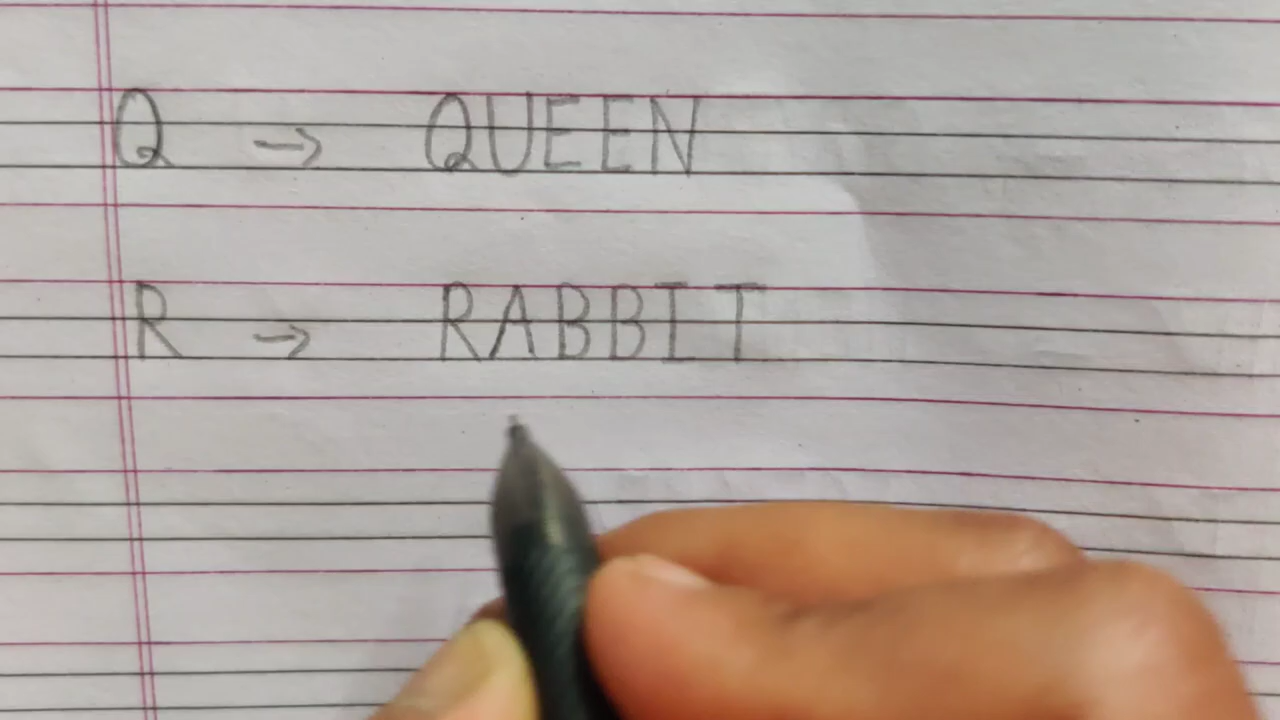 Q → QUEEN
R → RABBIT